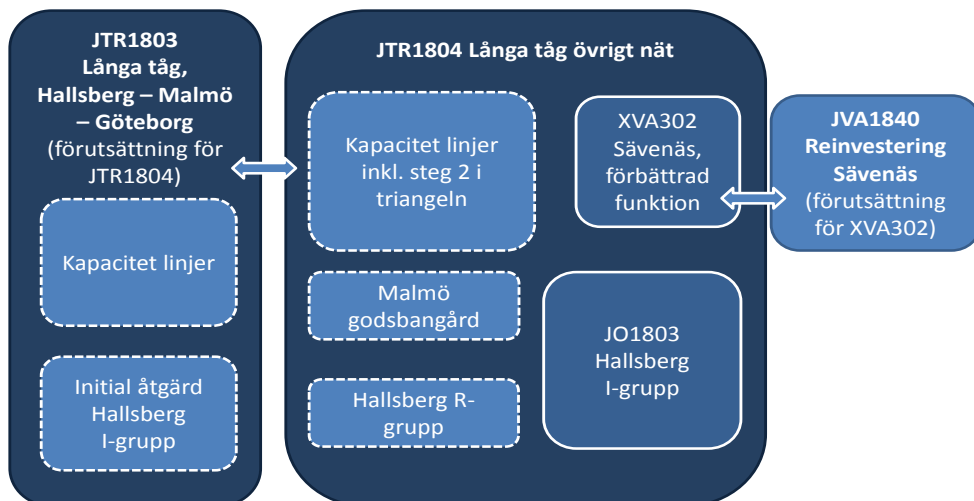 JTR1803
Långa tåg,
Hallsberg – Malmö
– Göteborg
(förutsättning för
JTR1804)
Kapacitet linjer
Initial åtgärd
Hallsberg
I-grupp
JTR1804 Långa tåg övrigt nät
Kapacitet linjer
inkl. steg 2 i
triangeln
Malmö
godsbangård
Hallsberg R-
grupp
XVA302
Sävenäs,
förbättrad
funktion
JO1803
Hallsberg
I-grupp
JVA1840
Reinvestering
Sävenäs
(förutsättning
för XVA302)